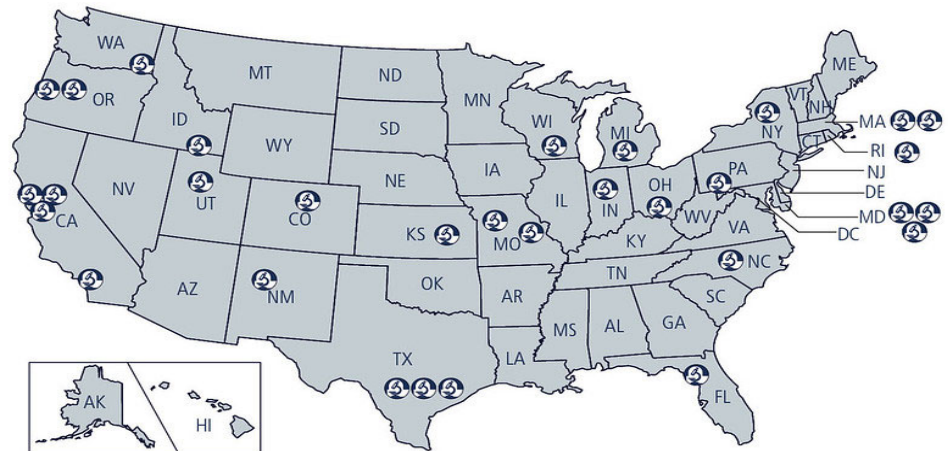 WA
MT
ND
MN
ME
VT
NH
OR
ID
WY
SD
WI
MI
NY
MA
CT
RI
NV
UT
CO
NE
IA
IL
IN
OH
PA
NJ
DE
MD
DC
CA
KS
MO
KY
WV
VA
AZ
NM
OK
AR
TN
NC
SC
TX
LA
MS
AL
GA
FL
AK
HI